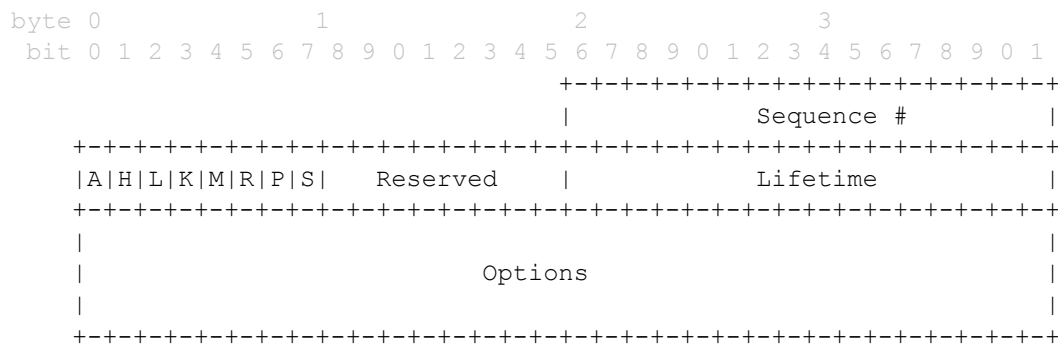 byte 0 1 2 3
bit 0 1 2 3 4 5 6 7 8 9 0 1 2 3 4 5 6 7 8 9 0 1 2 3 4 5 6 7 8 9 0 1
+-+-+-+-+-+-+-+-+-+-+-+-+-+-+-+-+
| Sequence # |
+-+-+-+-+-+-+-+-+-+-+-+-+-+-+-+-+-+-+-+-+-+-+-+-+-+-+-+-+-+-+-+-+
|A|H|L|K|M|R|P|S| Reserved | Lifetime |
+-+-+-+-+-+-+-+-+-+-+-+-+-+-+-+-+-+-+-+-+-+-+-+-+-+-+-+-+-+-+-+-+
| |
| Options |
| |
+-+-+-+-+-+-+-+-+-+-+-+-+-+-+-+-+-+-+-+-+-+-+-+-+-+-+-+-+-+-+-+-+